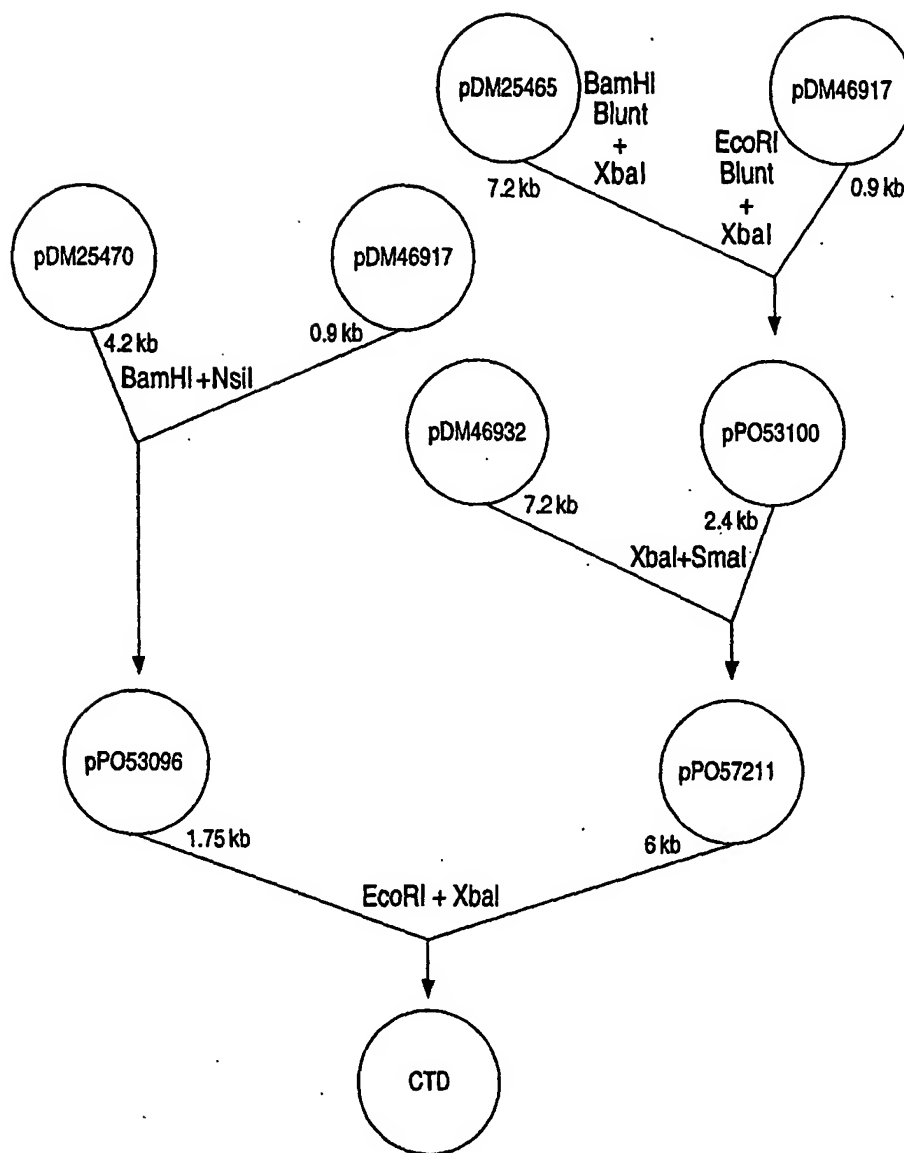 pDM25465
BamHI
Blunt
+
XbaI
pDM46917
EcoRI
Blunt
+
XbaI
7.2 kb
0.9 kb
pDM25470
pDM46917
4.2 kb
0.9 kb
BamHI +NsiI
pDM46932
pPO53100
7.2 kb
2.4 kb
XbaI+SmaI
pPO53096
pPO57211
1.75 kb
6 kb
EcoRI + XbaI
CTD